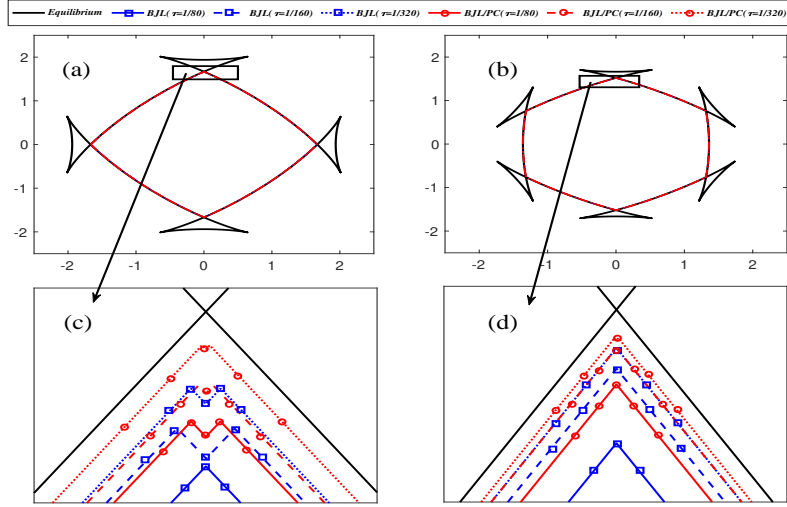 Equilibrium BJL(τ=1/80) BJL(τ=1/160) BJL(τ=1/320) BJL/PC(τ=1/80) BJL/PC(τ=1/160) BJL/PC(τ=1/320)
(a)
2
1
0
-1
-2
-2 -1 0 1 2
(b)
2
1
0
-1
-2
-2 -1 0 1 2
(c)
(d)